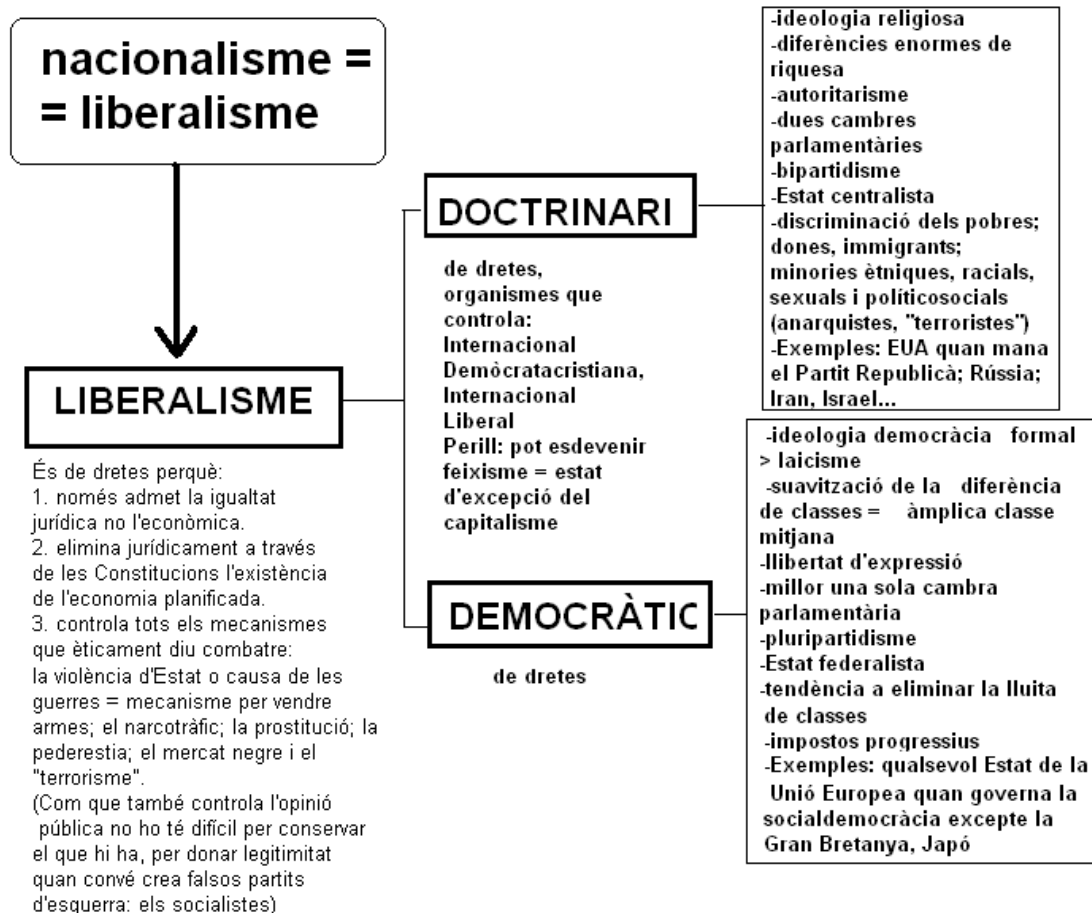 nacionalisme =
= liberalisme
LIBERALISME
És de dretes perquè:
1. només admet la igualtat
jurídica no l'econòmica.
2. elimina jurídicament a través
de les Constitucions l'existència
de l'economia planificada.
3. controla tots els mecanismes
que èticament diu combatre:
la violència d'Estat o causa de les
guerres = mecanisme per vendre
armes; el narcotràfic; la prostitució; la
pederestia; el mercat negre i el
"terrorisme".
(Com que també controla l'opinió
pública no ho té difícil per conservar
el que hi ha, per donar legitimitat
quan convé crea falsos partits
d'esquerra: els socialistes)
DOCTRINARI
de dretes,
organismes que
controla:
Internacional
Demòcratacristiana,
Internacional
Liberal
Perill: pot esdevenir
feixisme = estat
d'excepció del
capitalisme
-ideologia religiosa
-diferències enormes de
riquesa
-autoritarisme
-dues cambres
parlamentàries
-bipartidisme
-Estat centralista
-discriminació dels pobres;
dones, immigrants;
minories ètniques, racials,
sexuals i políticosocials
(anarquistes, "terroristes")
-Exemples: EUA quan mana
el Partit Republicà; Rússia;
Iran, Israel...
DEMOCRÀTIC
de dretes
-ideologia democràcia formal
> laicisme
-suavització de la diferència
de classes = àmplica classe
mitjana
-llibertat d'expressió
-millor una sola cambra
parlamentària
-pluripartidisme
-Estat federalista
-tendència a eliminar la lluita
de classes
-impostos progressius
-Exemples: qualsevol Estat de la
Unió Europea quan governa la
socialdemocràcia excepte la
Gran Bretanya, Japó